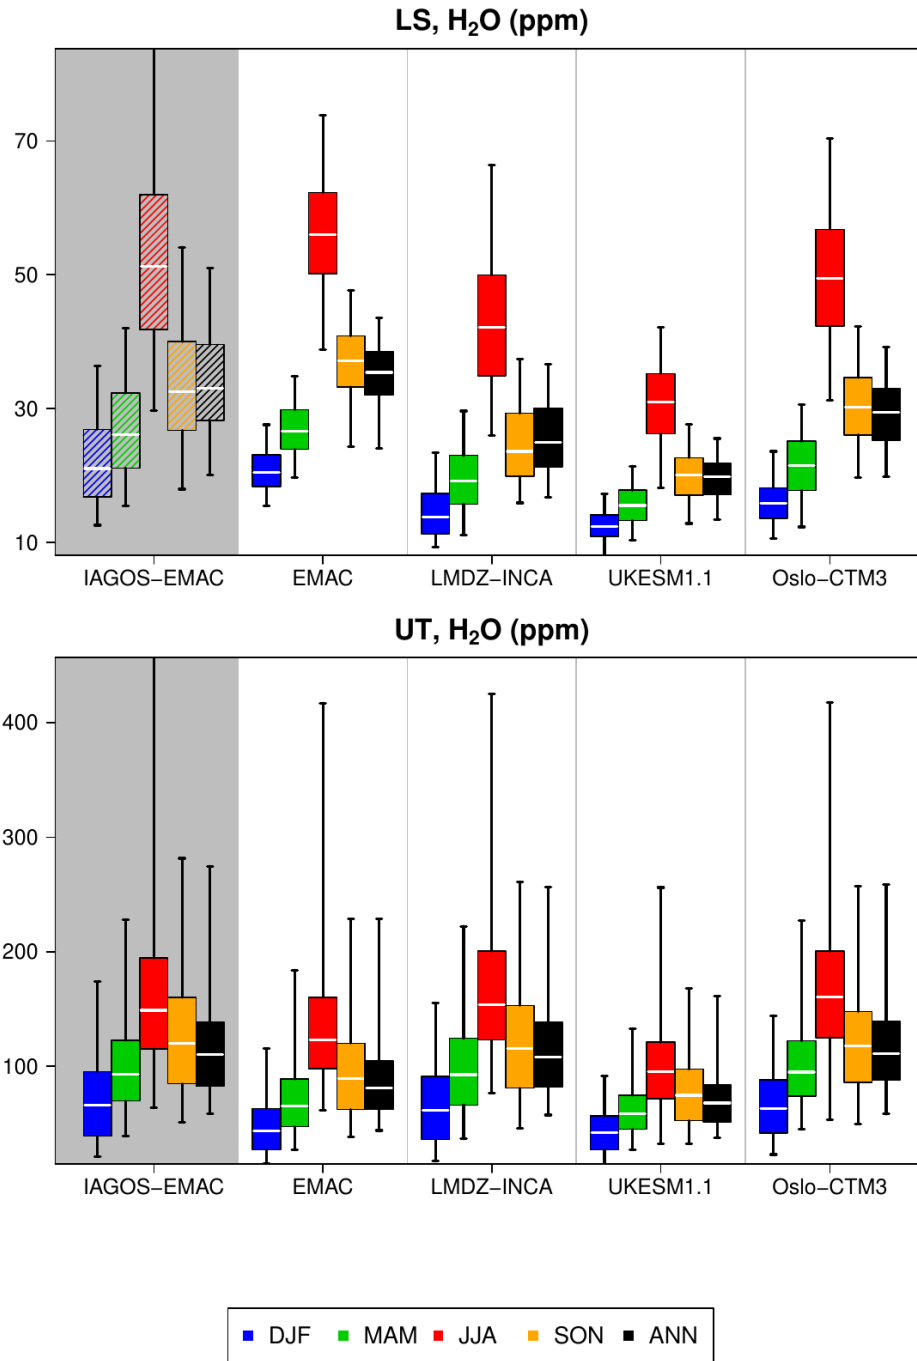 LS, H₂O (ppm)
70
50
30
10
IAGOS−EMAC EMAC LMDZ−INCA UKESM1.1 Oslo−CTM3
UT, H₂O (ppm)
400
300
200
100
IAGOS−EMAC EMAC LMDZ−INCA UKESM1.1 Oslo−CTM3
DJF MAM JJA SON ANN